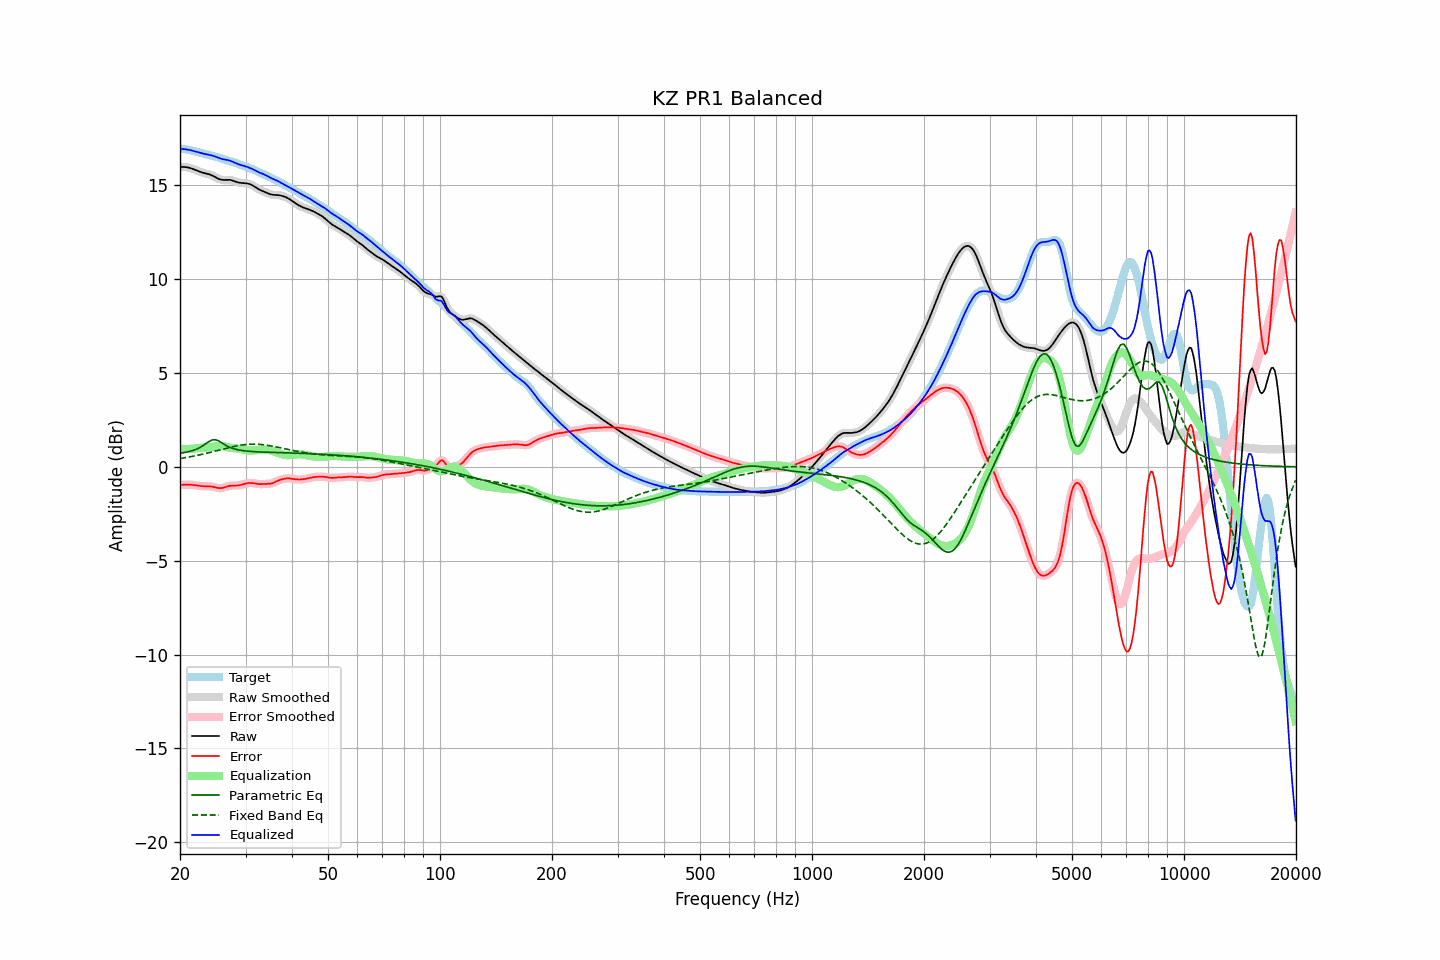 KZ PR1 Balanced
Amplitude (dBr)
15
10
5
0
−5
−10
−15
−20
Target
Raw Smoothed
Error Smoothed
Raw
Error
Equalization
Parametric Eq
Fixed Band Eq
Equalized
20 50 100 200 500 1000 2000 5000 10000 20000
Frequency (Hz)